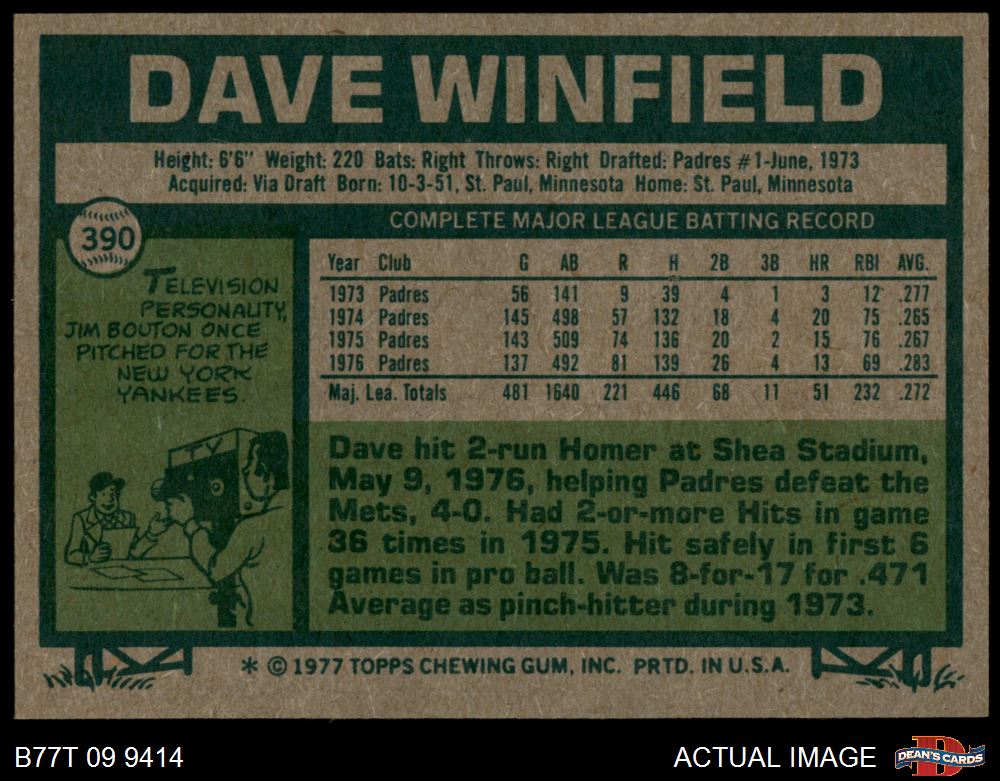 DAVE WINFIELD
Height: 6'6" Weight: 220 Bats: Right Throws: Right Drafted: Padres #1-June, 1973
Acquired: Via Draft Born: 10-3-51, St. Paul, Minnesota Home: St. Paul, Minnesota
390
COMPLETE MAJOR LEAGUE BATTING RECORD
Year Club G AB R H 2B 3B HR RBI AVG.
1973 Padres 56 141 9 39 4 1 3 12 .277
1974 Padres 145 498 57 132 18 4 20 75 .265
1975 Padres 143 509 74 136 20 2 15 76 .267
1976 Padres 137 492 81 139 26 4 13 69 .283
Maj. Lea. Totals 481 1640 221 446 68 11 51 232 .272
TELEVISION
PERSONALITY,
JIM BOUTON ONCE
PITCHED FOR THE
NEW YORK
YANKEES.
TV
Dave hit 2-run Homer at Shea Stadium,
May 9, 1976, helping Padres defeat the
Mets, 4-0. Had 2-or-more Hits in game
36 times in 1975. Hit safely in first 6
games in pro ball. Was 8-for-17 for .471
Average as pinch-hitter during 1973.
* © 1977 TOPPS CHEWING GUM, INC. PRTD. IN U.S.A.
B77T 09 9414
ACTUAL IMAGE
D
DEAN'S CARDS